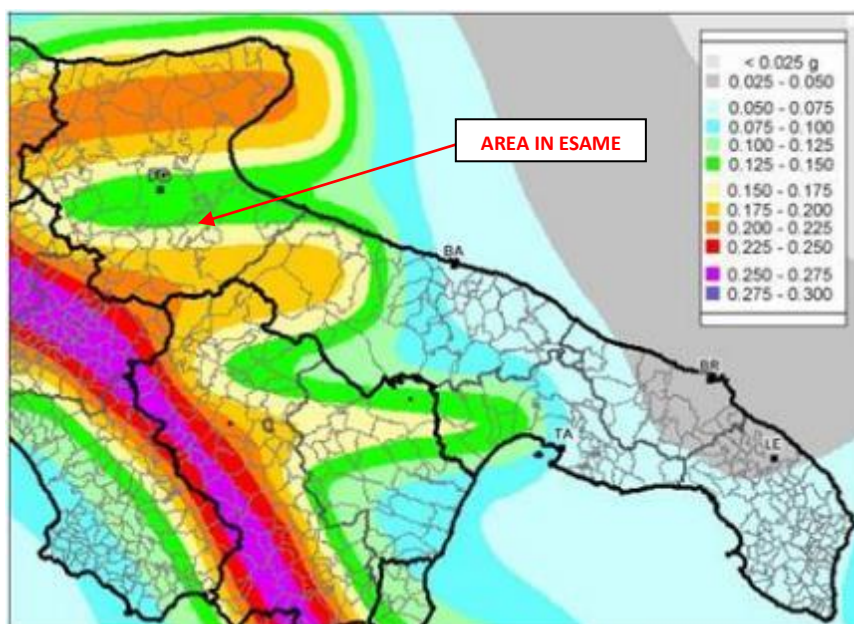 AREA IN ESAME
FG
BA
BR
TA
LE
< 0.025 g
0.025 - 0.050
0.050 - 0.075
0.075 - 0.100
0.100 - 0.125
0.125 - 0.150
0.150 - 0.175
0.175 - 0.200
0.200 - 0.225
0.225 - 0.250
0.250 - 0.275
0.275 - 0.300